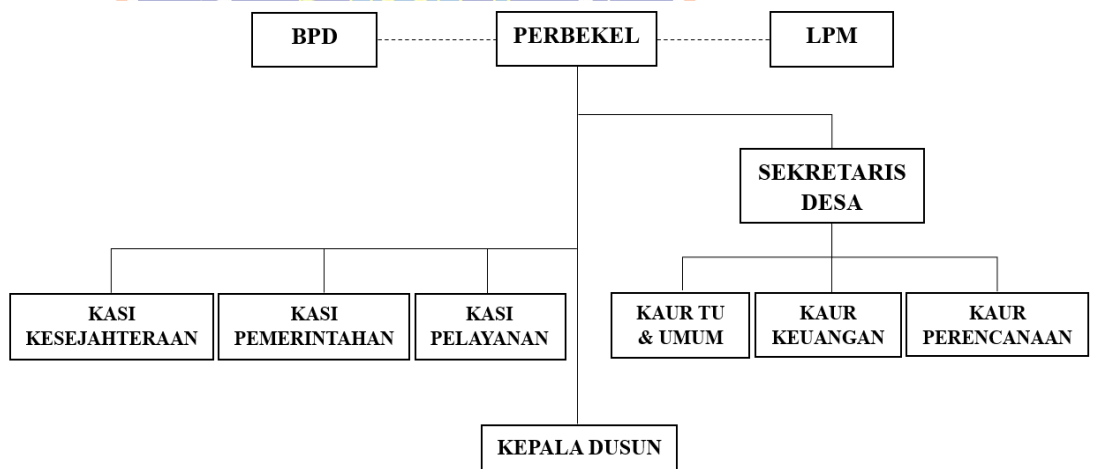 BPD
PERBEKEL
LPM
SEKRETARIS
DESA
KASI
KESEJAHTERAAN
KASI
PEMERINTAHAN
KASI
PELAYANAN
KAUR TU
& UMUM
KAUR
KEUANGAN
KAUR
PERENCANAAN
KEPALA DUSUN